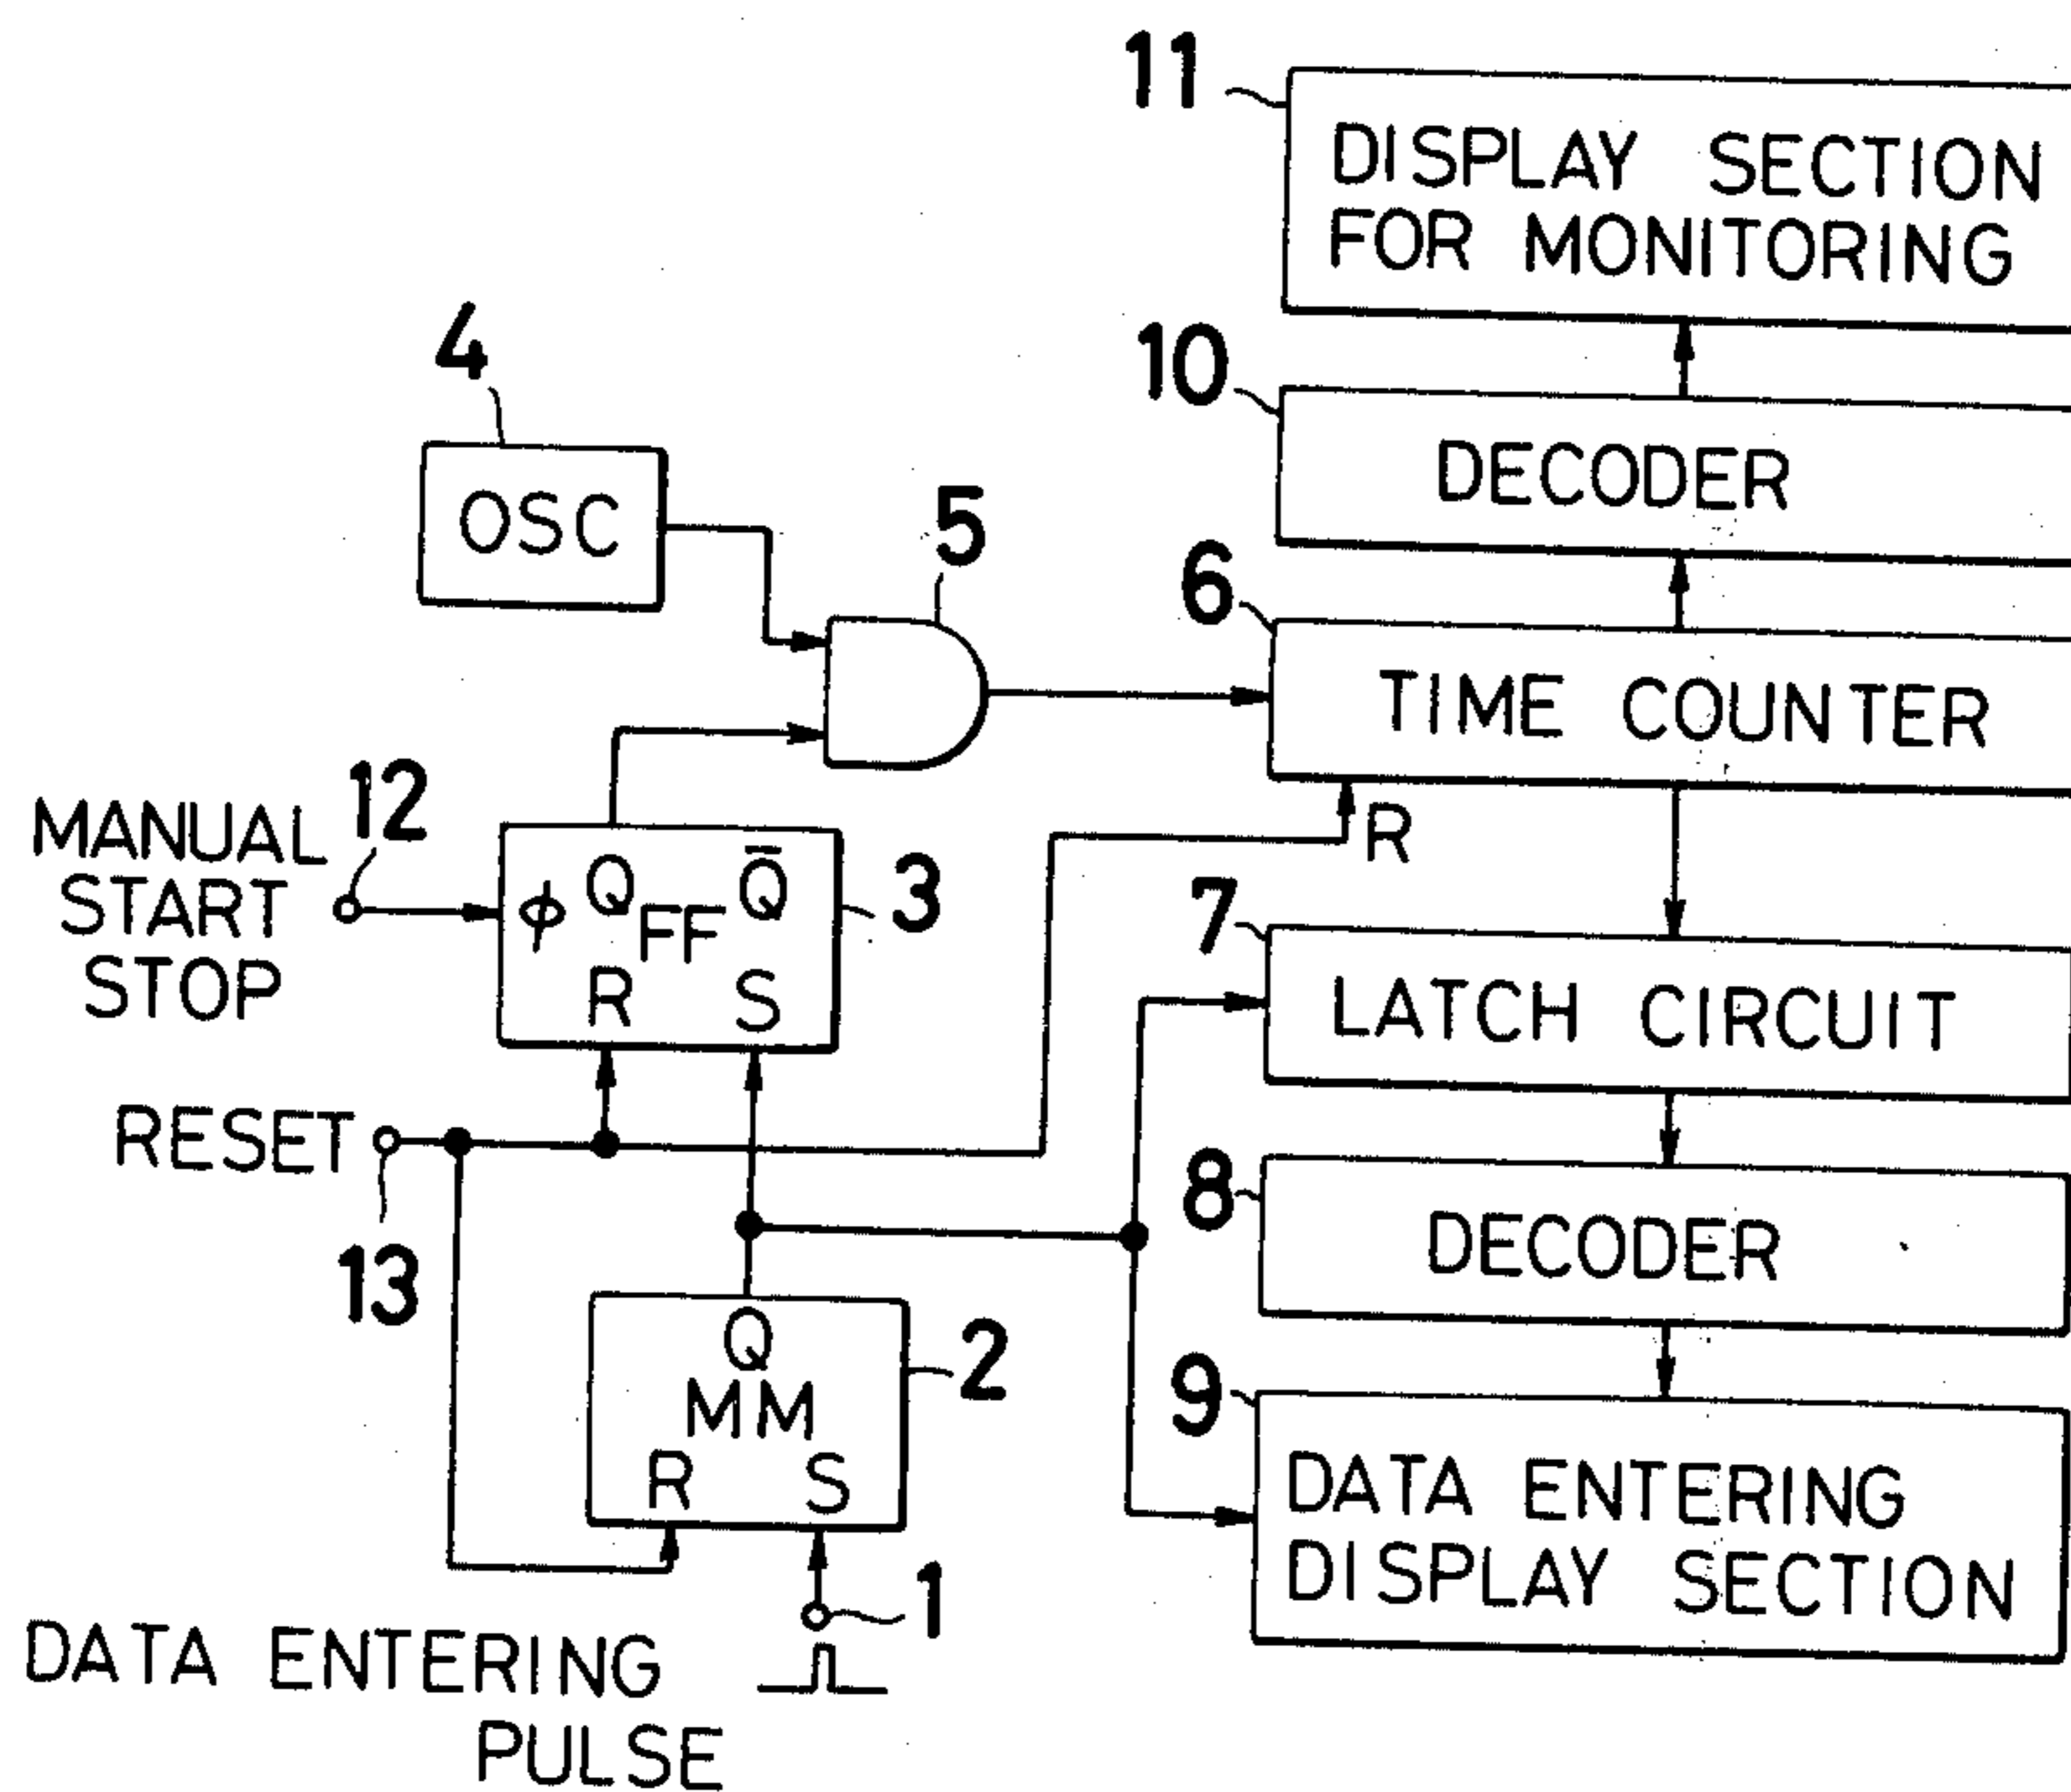 11
DISPLAY SECTION
FOR MONITORING
10
DECODER
4
OSC
5
6
TIME COUNTER
R
12
MANUAL
START
STOP
φ Q FF Q̅
R S
3
7
LATCH CIRCUIT
RESET
13
8
DECODER
Q
MM
R S
2
9
DATA ENTERING
DISPLAY SECTION
1
DATA ENTERING
PULSE